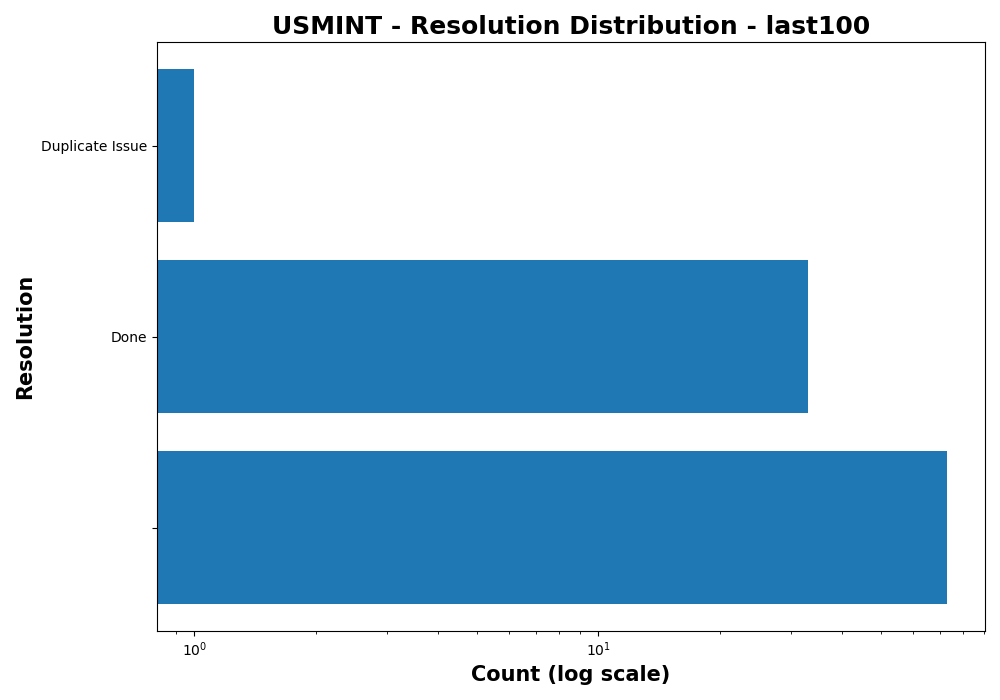 USMINT - Resolution Distribution - last100
Resolution
Duplicate Issue
Done
10⁰
10¹
Count (log scale)